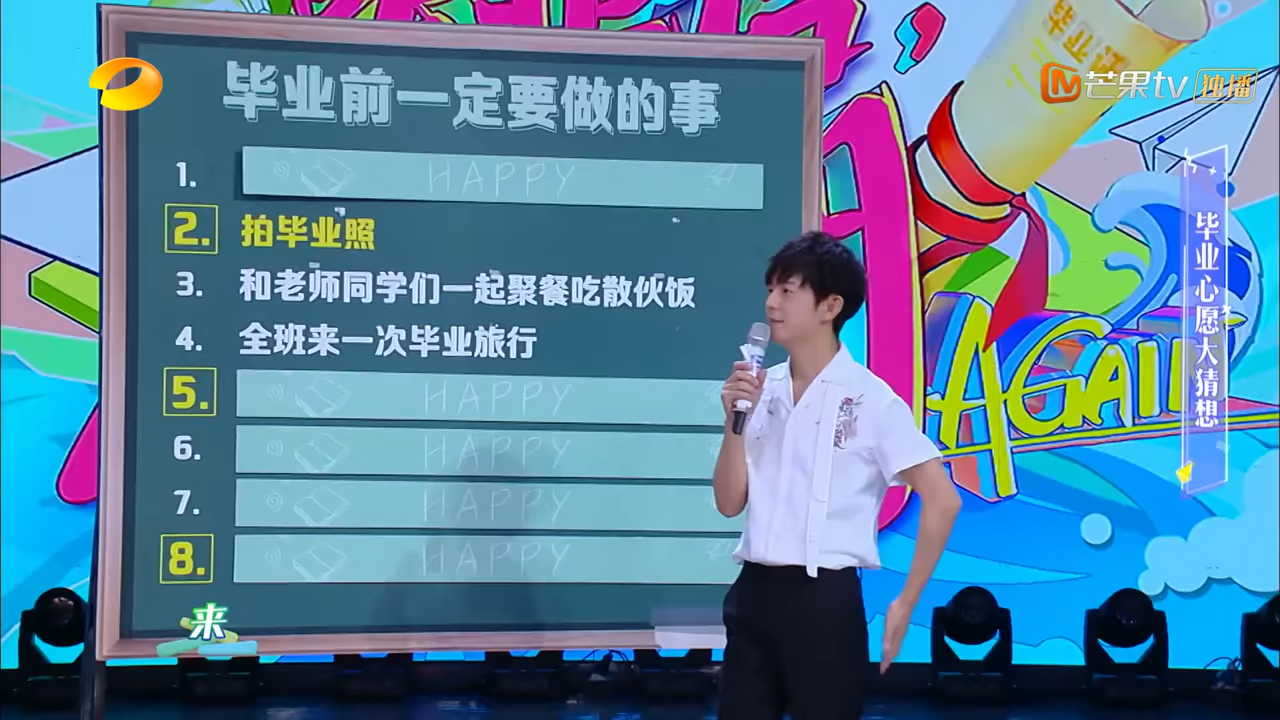 毕业前一定要做的事
芒果tv 独播
毕业证
1. HAPPY
2. 拍毕业照
3. 和老师同学们一起聚餐吃散伙饭
4. 全班来一次毕业旅行
5. HAPPY
6. HAPPY
7. HAPPY
8. HAPPY
来
毕业心愿大猜想
AGAIN